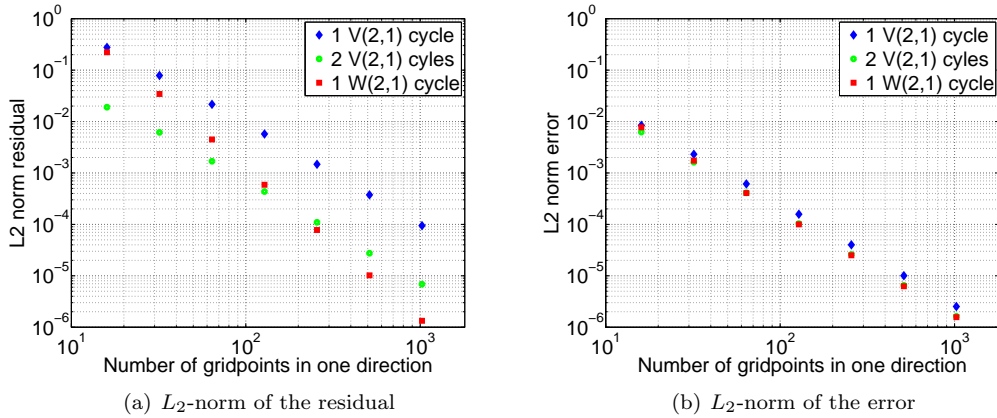 10^0
10^-1
10^-2
10^-3
10^-4
10^-5
10^-6
L2 norm residual
1 V(2,1) cycle
2 V(2,1) cyles
1 W(2,1) cycle
10^1
10^2
10^3
Number of gridpoints in one direction
(a) L2-norm of the residual
10^0
10^-1
10^-2
10^-3
10^-4
10^-5
10^-6
L2 norm error
1 V(2,1) cycle
2 V(2,1) cyles
1 W(2,1) cycle
10^1
10^2
10^3
Number of gridpoints in one direction
(b) L2-norm of the error